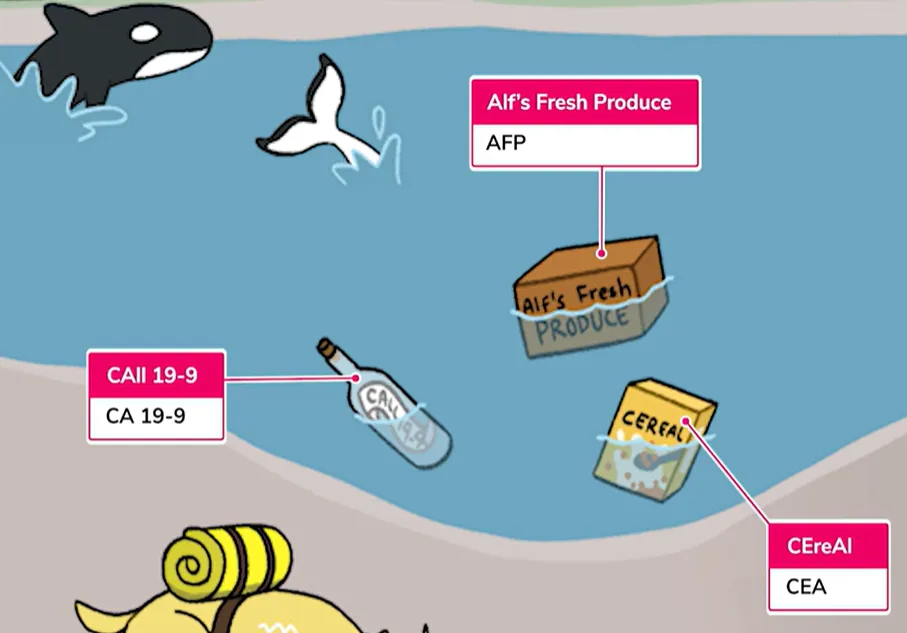 Alf's Fresh Produce
AFP
Alf's Fresh
PRODUCE
CAll 19-9
CA 19-9
CALL
19-9
CEREAL
CEreAl
CEA